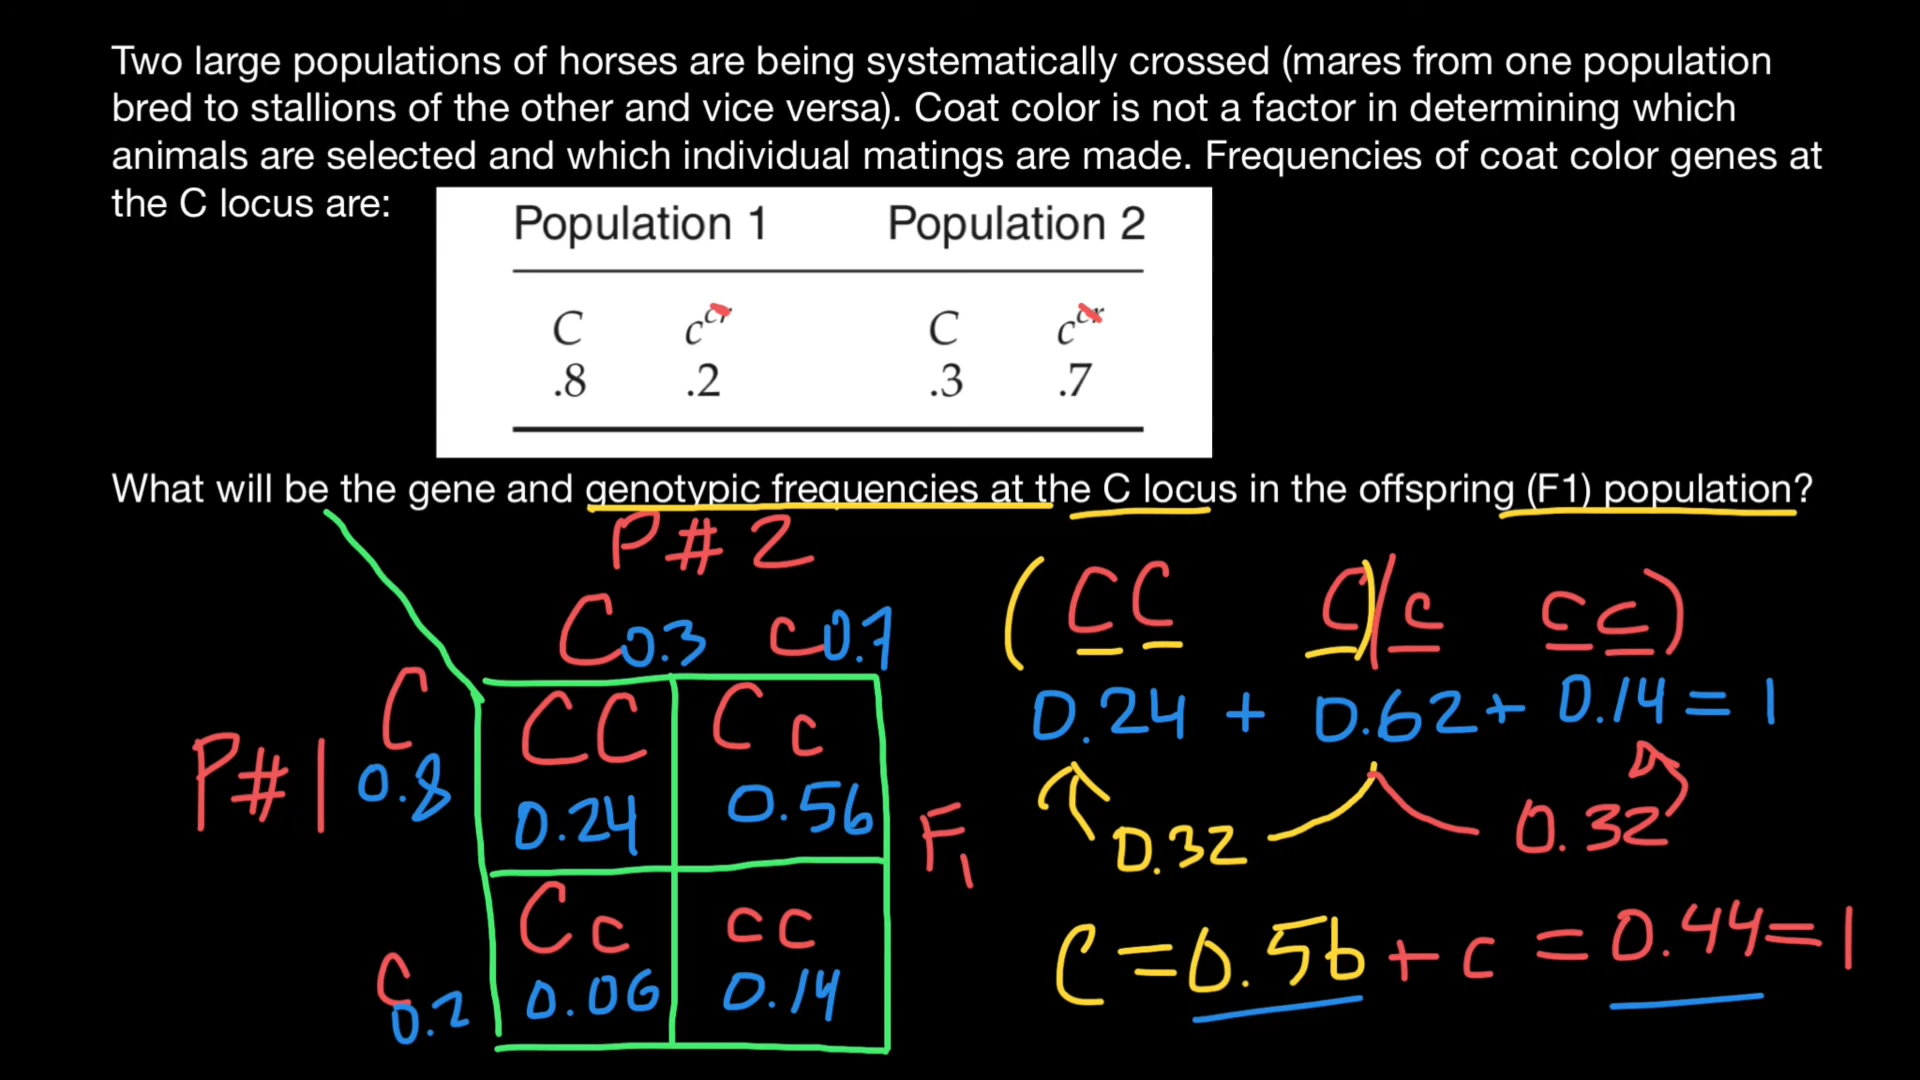 Two large populations of horses are being systematically crossed (mares from one population
bred to stallions of the other and vice versa). Coat color is not a factor in determining which
animals are selected and which individual matings are made. Frequencies of coat color genes at
the C locus are:
Population 1 Population 2
C c^cr C c^cr
.8 .2 .3 .7
What will be the gene and genotypic frequencies at the C locus in the offspring (F1) population?
P#2
C 0.3 c 0.7
P#1
C 0.8
CC 0.24
Cc 0.56
c 0.2
Cc 0.06
cc 0.14
F1
(CC C/c cc)
0.24 + 0.62 + 0.14 = 1
0.32 0.32
C = 0.56 + c = 0.44 = 1